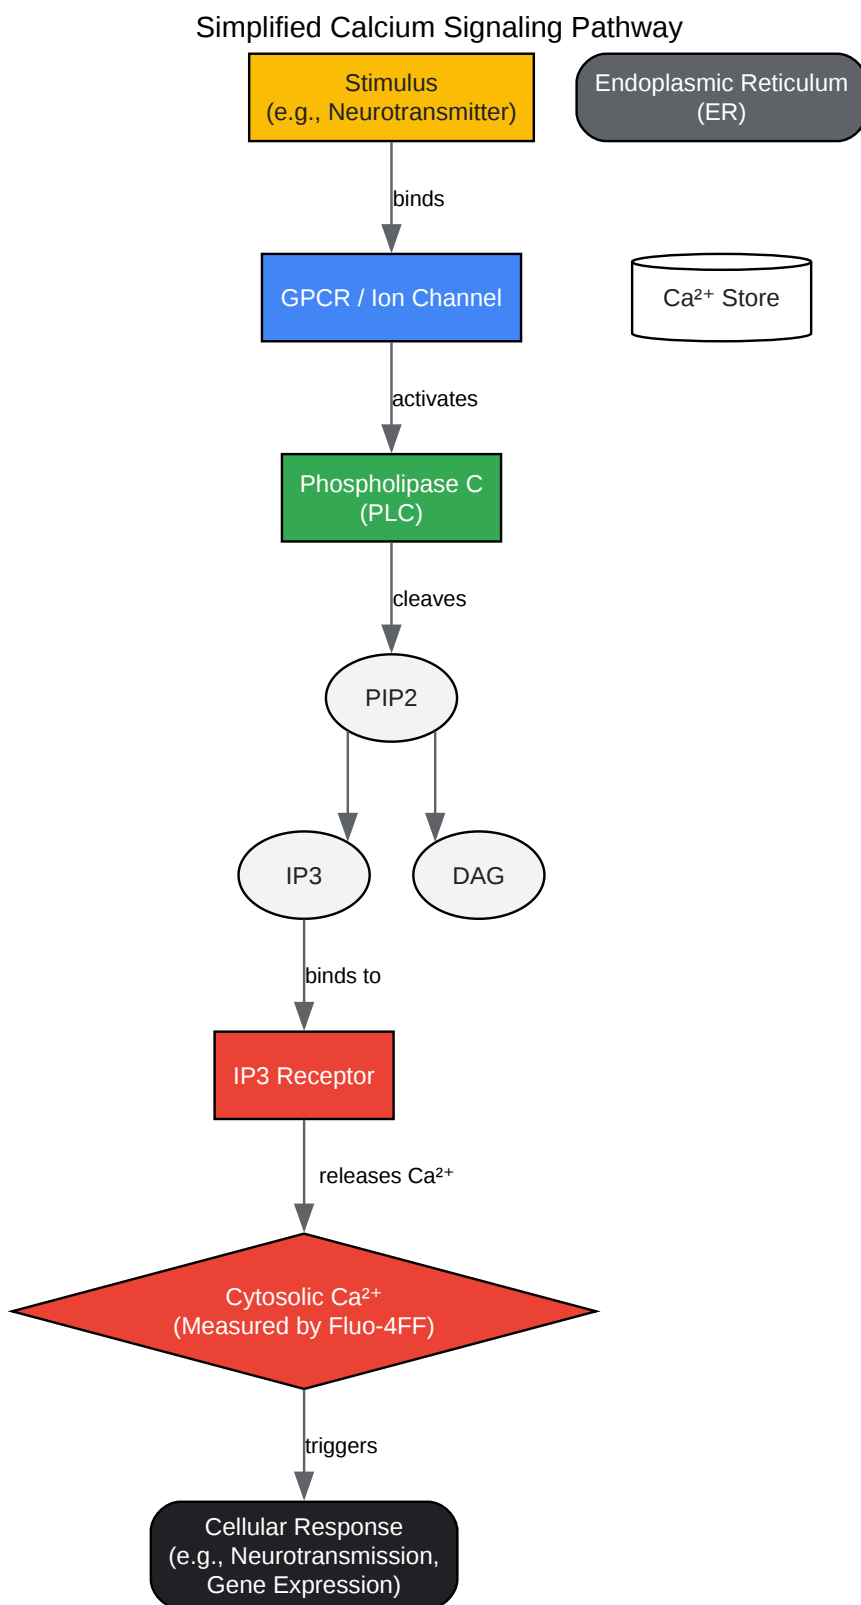 Simplified Calcium Signaling Pathway
Stimulus
(e.g., Neurotransmitter)
Endoplasmic Reticulum
(ER)
binds
GPCR / Ion Channel
Ca²⁺ Store
activates
Phospholipase C
(PLC)
cleaves
PIP2
IP3
DAG
binds to
IP3 Receptor
releases Ca²⁺
Cytosolic Ca²⁺
(Measured by Fluo-4FF)
triggers
Cellular Response
(e.g., Neurotransmission,
Gene Expression)